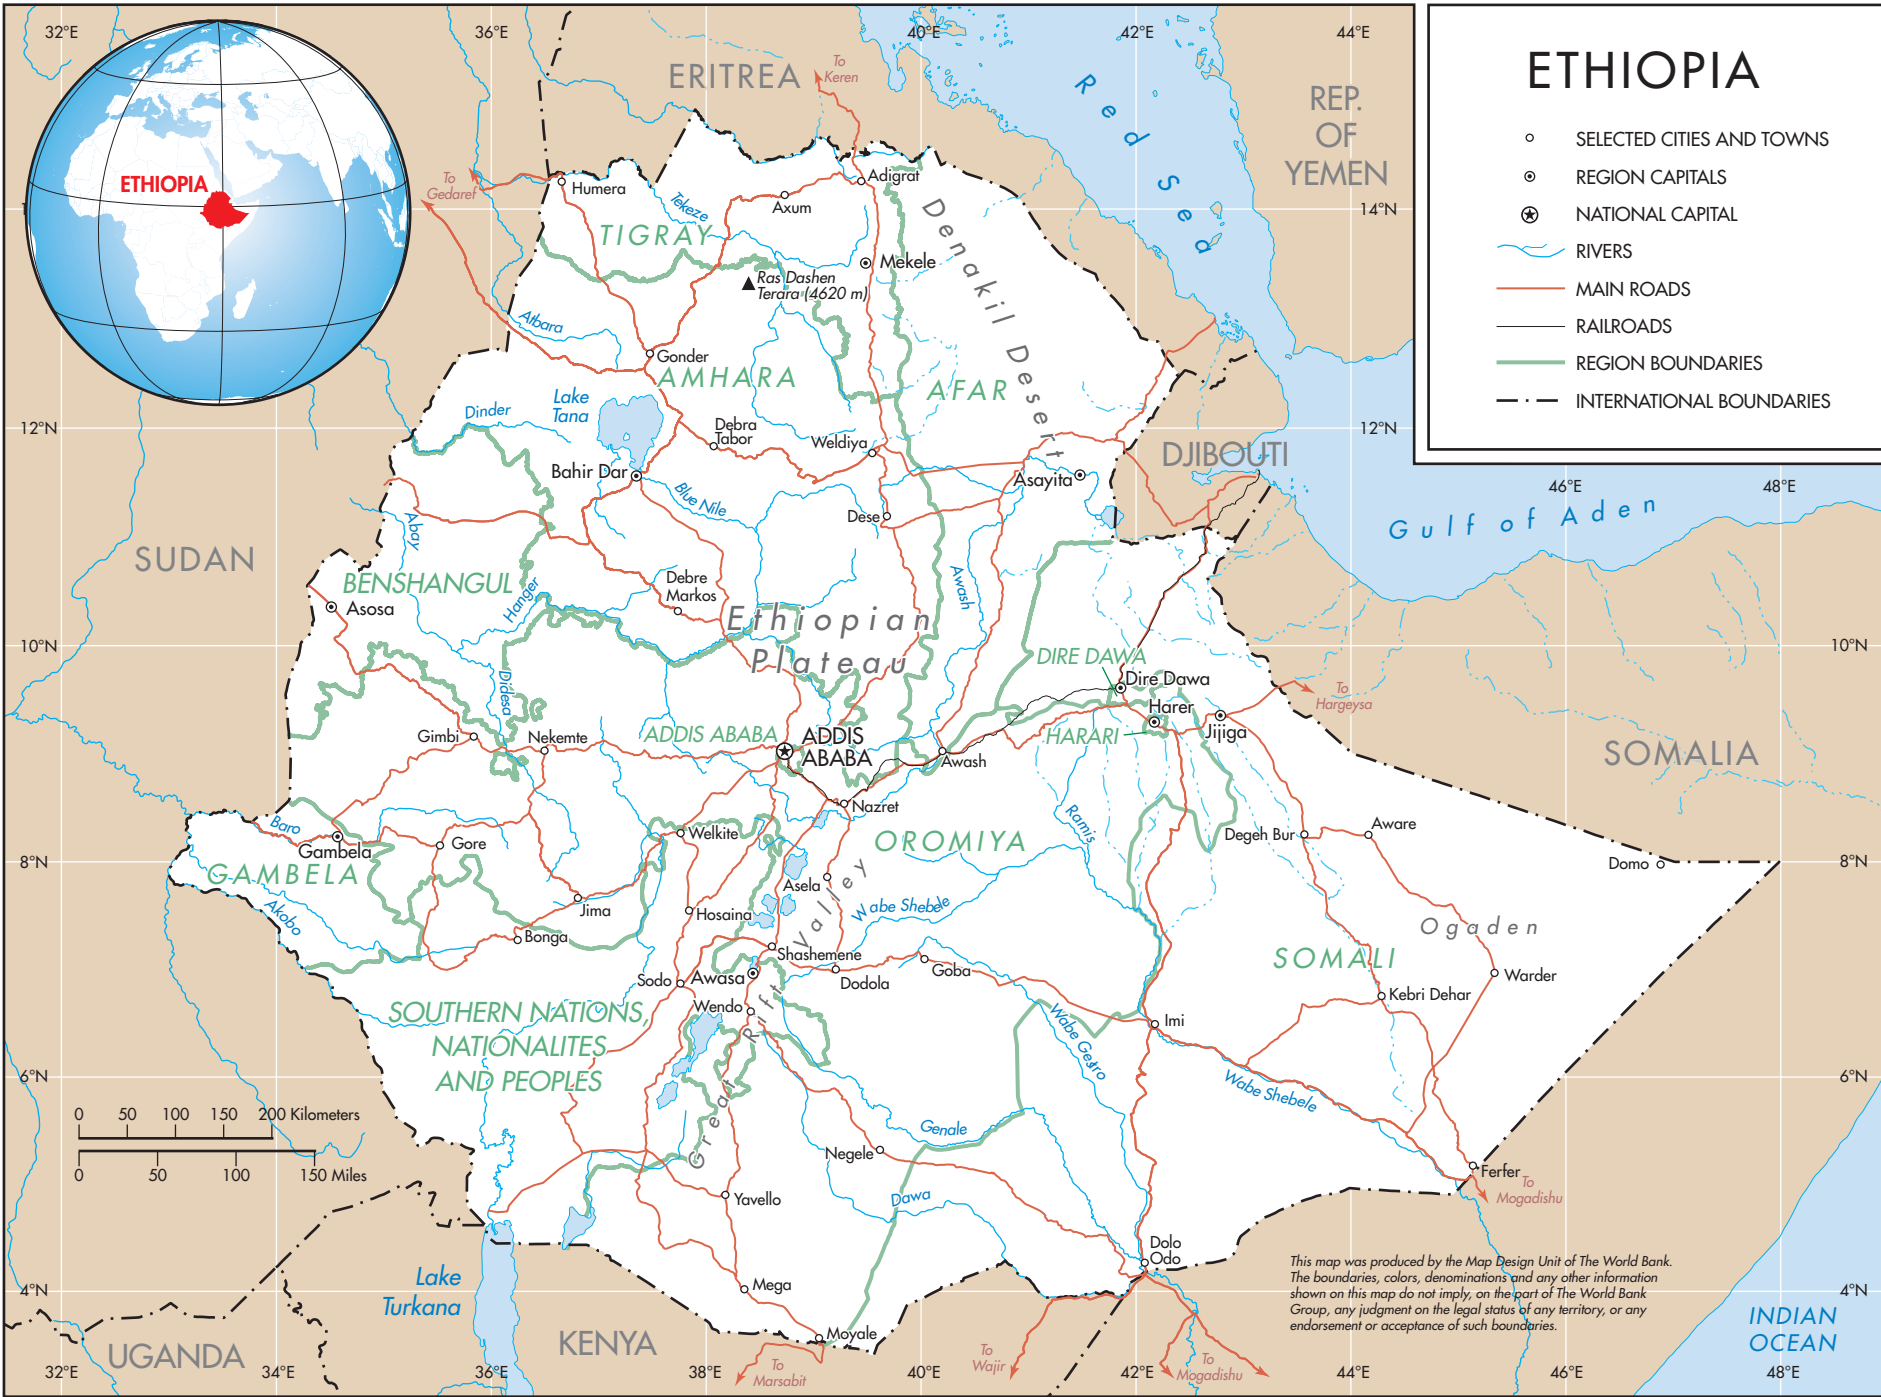 32°E
36°E
40°E
42°E
44°E
ETHIOPIA
SELECTED CITIES AND TOWNS
REGION CAPITALS
NATIONAL CAPITAL
RIVERS
MAIN ROADS
RAILROADS
REGION BOUNDARIES
INTERNATIONAL BOUNDARIES
ETHIOPIA
ERITREA
To
Keren
Red Sea
REP.
OF
YEMEN
To
Gedaref
Humera
Tekeze
Axum
Adigrat
14°N
TIGRAY
Mekele
Denakil Desert
Ras Dashen
Terara (4620 m)
Atbara
Gonder
AMHARA
AFAR
Dinder
Lake
Tana
12°N
12°N
Debra
Tabor
Weldiya
DJIBOUTI
Bahir Dar
Blue Nile
Asayita
46°E
48°E
Dese
Gulf of Aden
Abay
SUDAN
BENSHANGUL
Hanger
Debre
Markos
Awash
Asosa
Ethiopian
Plateau
10°N
10°N
DIRE DAWA
Dire Dawa
Didesa
Harer
To
Hargeysa
Gimbi
Nekemte
ADDIS ABABA
ADDIS
ABABA
HARARI
Jijiga
SOMALIA
Awash
Nazret
Baro
Gambela
Gore
Welkite
OROMIYA
Ramis
Degeh Bur
Aware
8°N
8°N
Domo
GAMBELA
Asela
Akobo
Jima
Hosaina
Wabe Shebele
Bonga
Great Rift Valley
Shashemene
Ogaden
SOMALI
Sodo
Awasa
Dodola
Goba
Warder
Kebri Dehar
SOUTHERN NATIONS,
NATIONALITES
AND PEOPLES
Wendo
Imi
Wabe Gestro
Wabe Shebele
6°N
6°N
0 50 100 150 200 Kilometers
0 50 100 150 Miles
Genale
Negele
Ferfer
To
Mogadishu
Yavello
Dawa
Dolo
Odo
This map was produced by the Map Design Unit of The World Bank.
The boundaries, colors, denominations and any other information
shown on this map do not imply, on the part of The World Bank
Group, any judgment on the legal status of any territory, or any
endorsement or acceptance of such boundaries.
Lake
Turkana
4°N
4°N
Mega
INDIAN
OCEAN
Moyale
UGANDA
KENYA
To
Marsabit
To
Wajir
To
Mogadishu
32°E
36°E
38°E
40°E
42°E
44°E
46°E
48°E